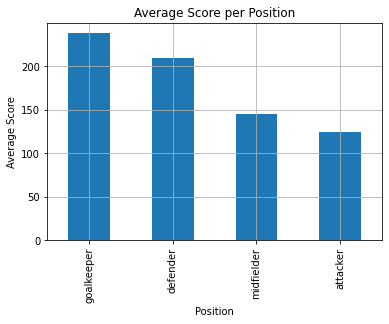 Average Score per Position
Average Score
200
150
100
50
0
goalkeeper
defender
midfielder
attacker
Position